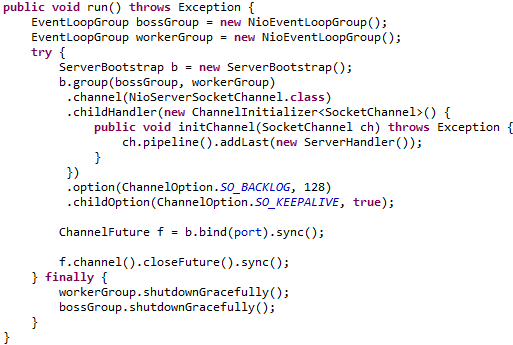 public void run() throws Exception {
    EventLoopGroup bossGroup = new NioEventLoopGroup();
    EventLoopGroup workerGroup = new NioEventLoopGroup();
    try {
        ServerBootstrap b = new ServerBootstrap();
        b.group(bossGroup, workerGroup)
         .channel(NioServerSocketChannel.class)
         .childHandler(new ChannelInitializer<SocketChannel>() {
             public void initChannel(SocketChannel ch) throws Exception {
                 ch.pipeline().addLast(new ServerHandler());
             }
         })
         .option(ChannelOption.SO_BACKLOG, 128)
         .childOption(ChannelOption.SO_KEEPALIVE, true);

        ChannelFuture f = b.bind(port).sync();

        f.channel().closeFuture().sync();
    } finally {
        workerGroup.shutdownGracefully();
        bossGroup.shutdownGracefully();
    }
}